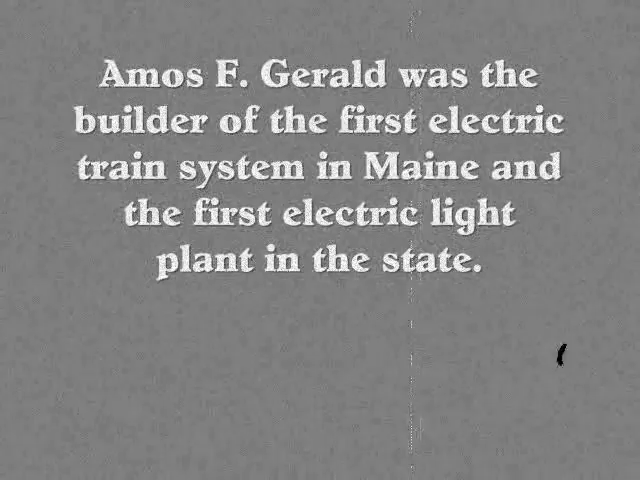 Amos F. Gerald was the
builder of the first electric
train system in Maine and
the first electric light
plant in the state.